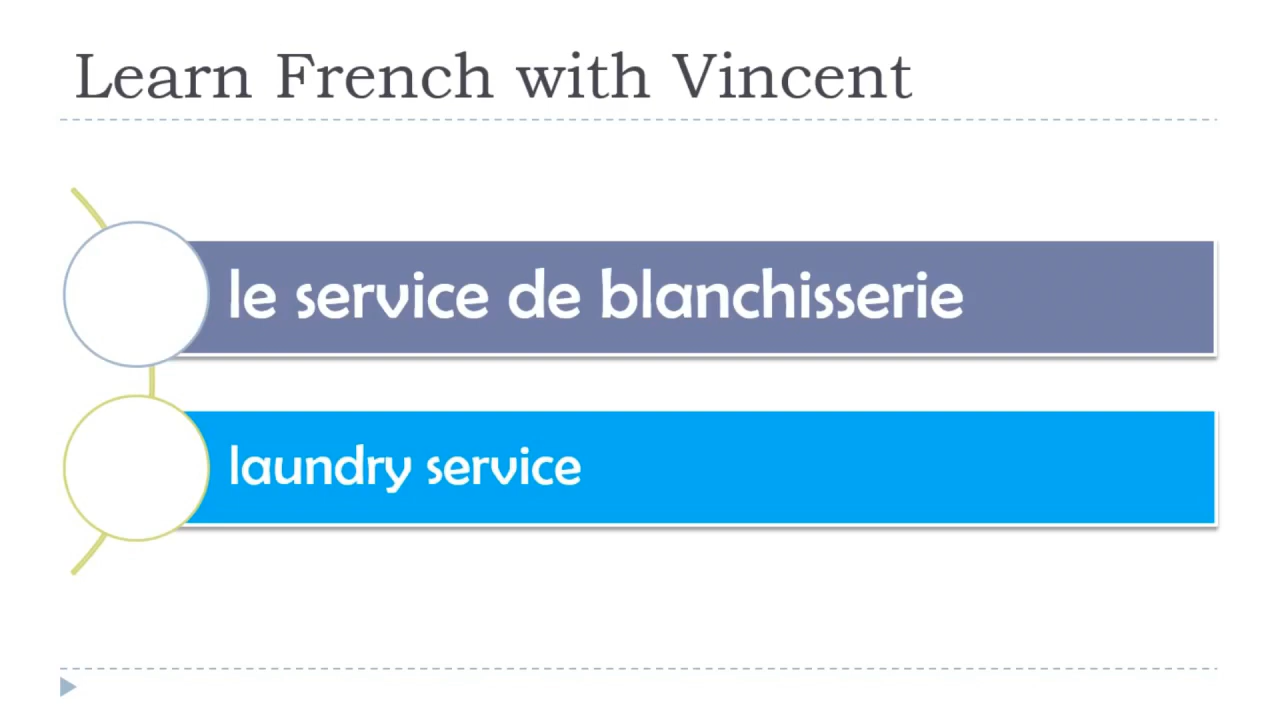 Learn French with Vincent
le service de blanchisserie
laundry service